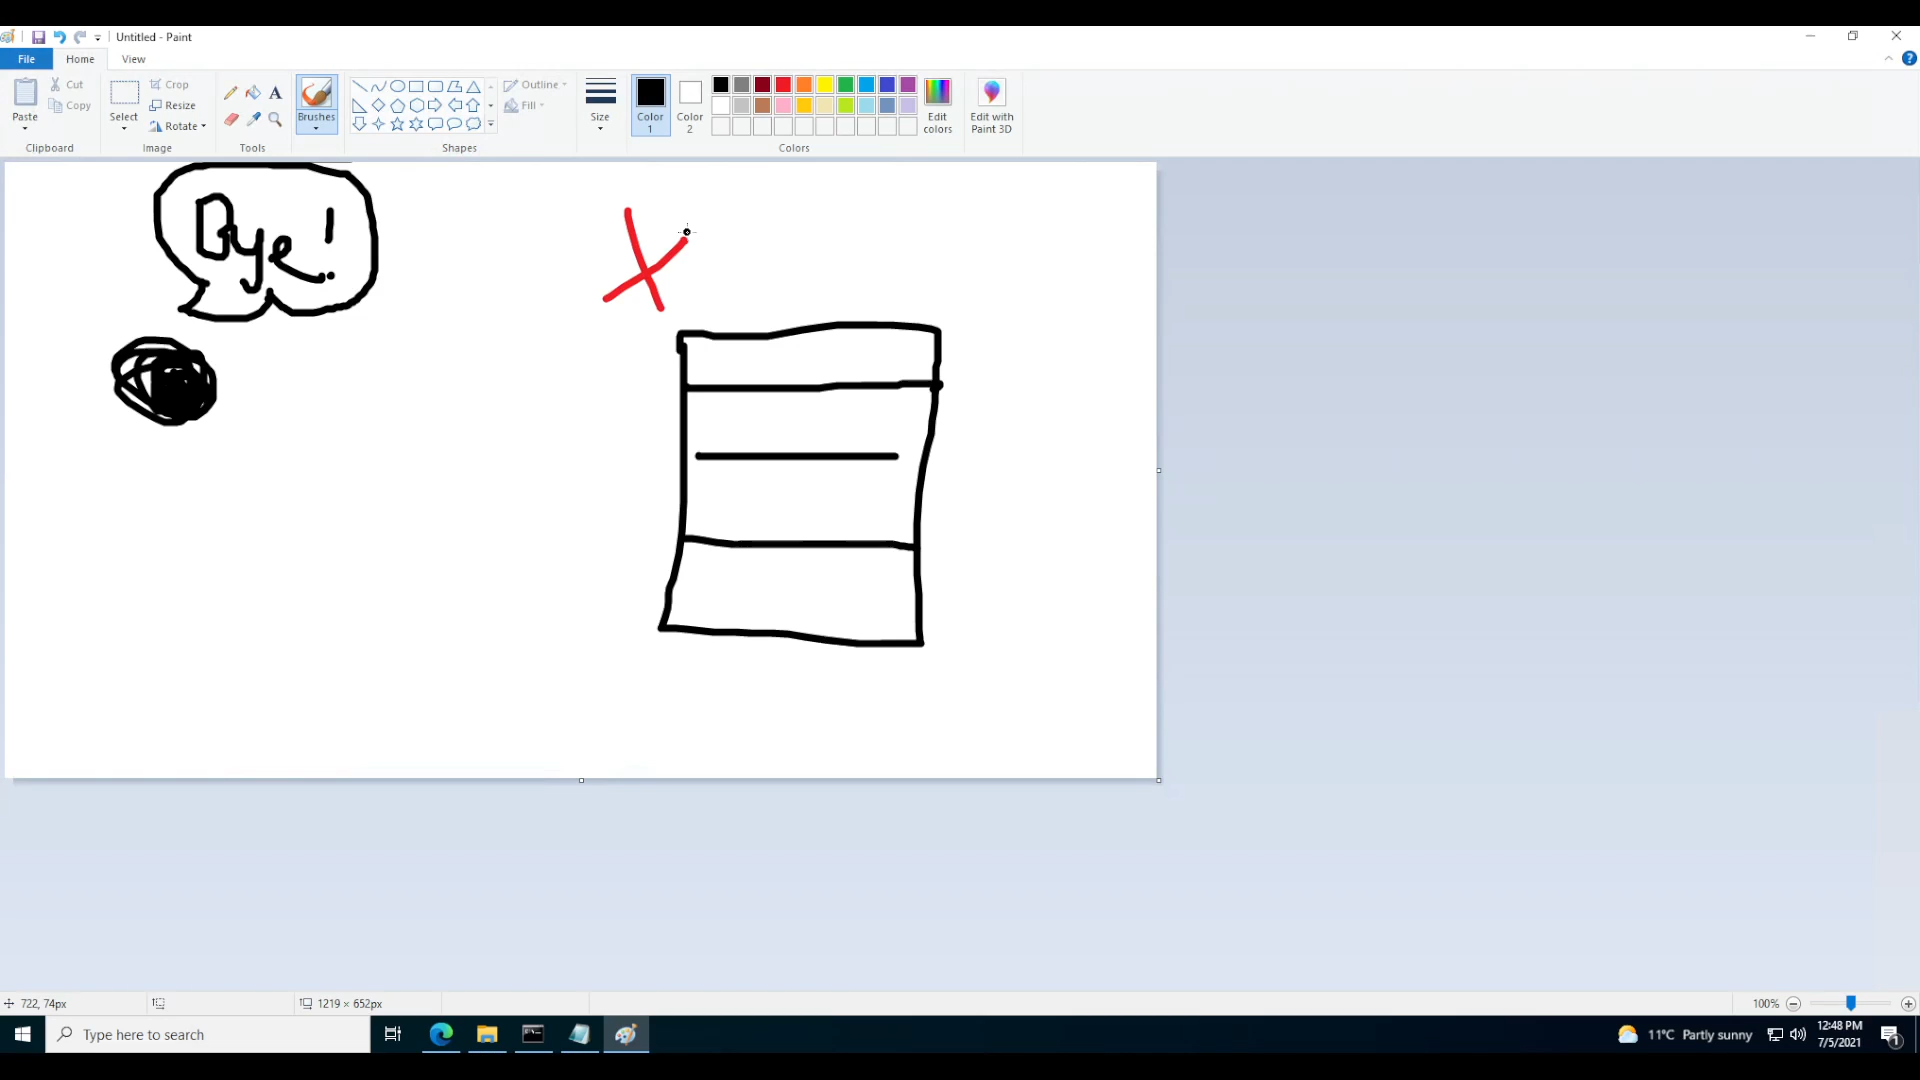 Untitled - Paint
File Home View
Paste
Cut
Copy
Clipboard
Select
Crop
Resize
Rotate
Image
A
Tools
Brushes
Shapes
Outline
Fill
Size
Color 1
Color 2
Edit colors
Edit with Paint 3D
Colors
Bye!
X
722, 74px
1219 × 652px
100%
Type here to search
11°C Partly sunny
12:48 PM
7/5/2021
1